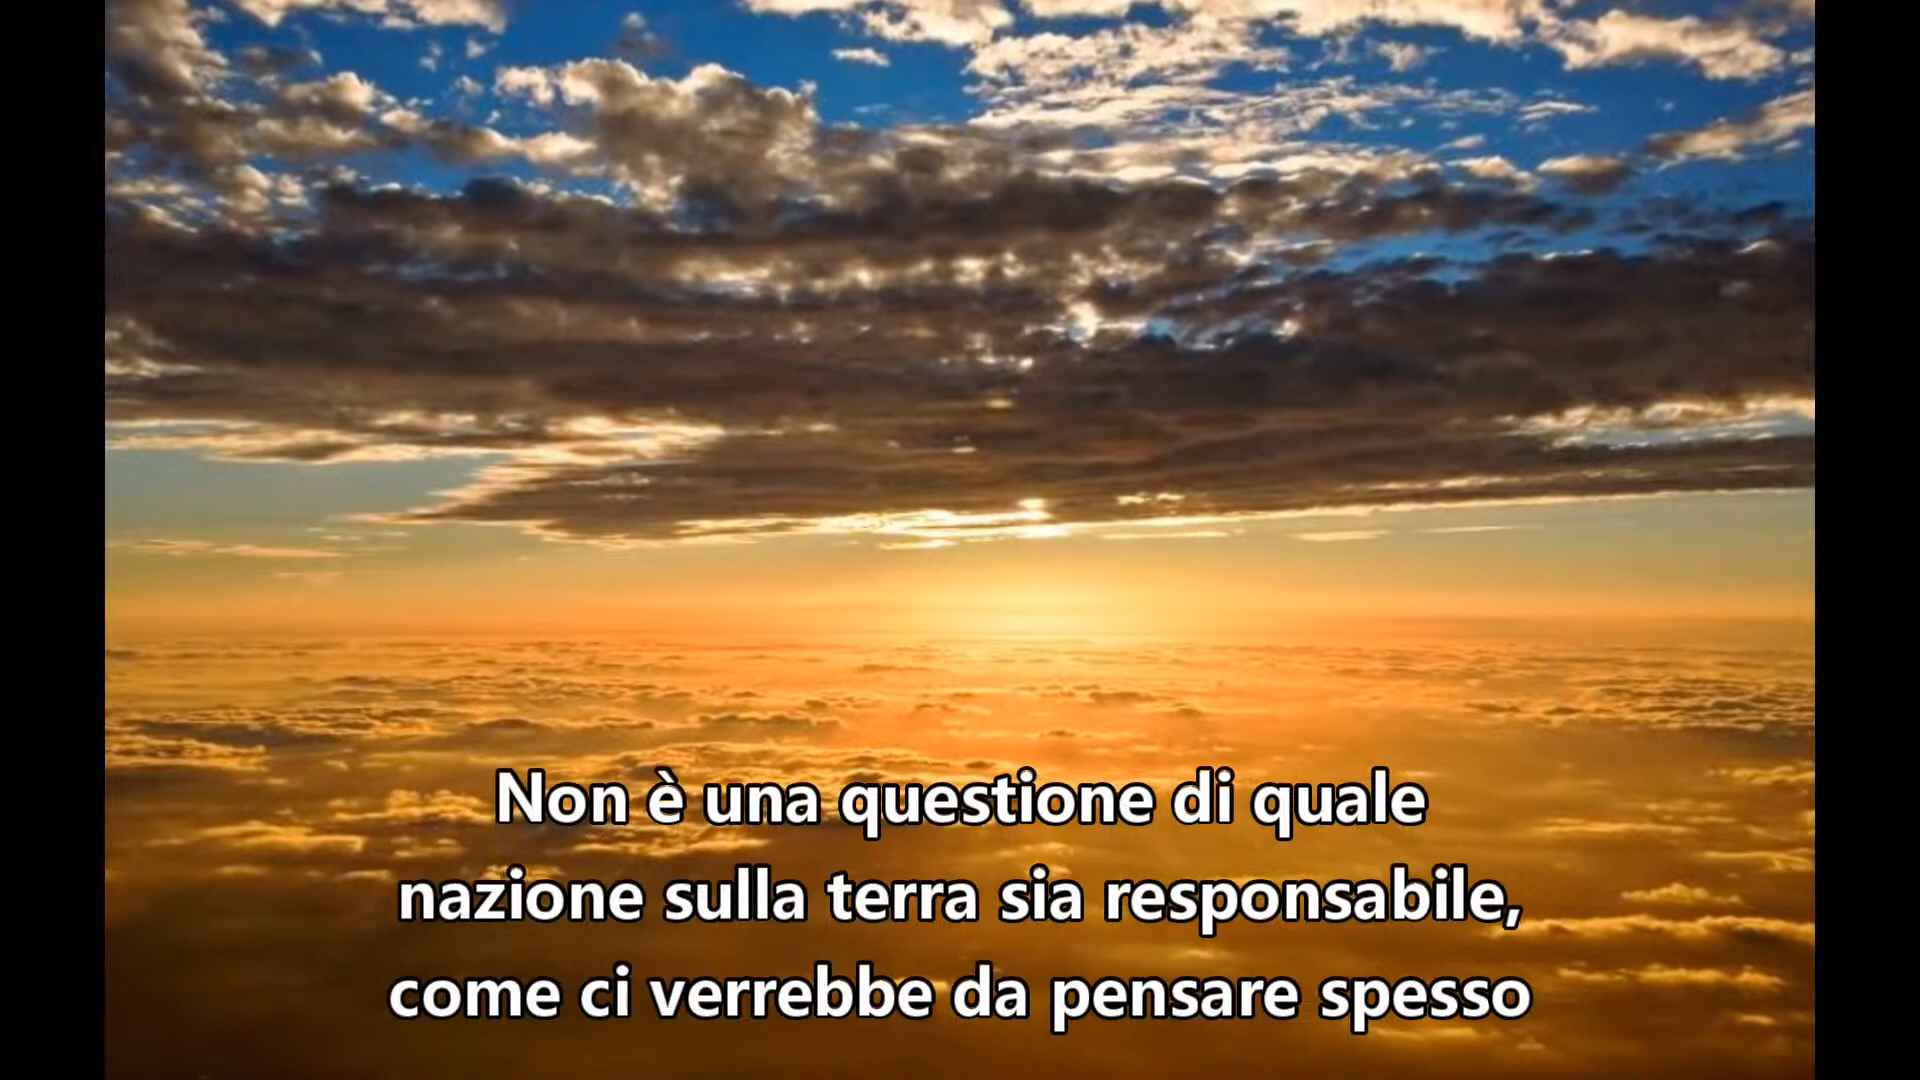 Non è una questione di quale
nazione sulla terra sia responsabile,
come ci verrebbe da pensare spesso